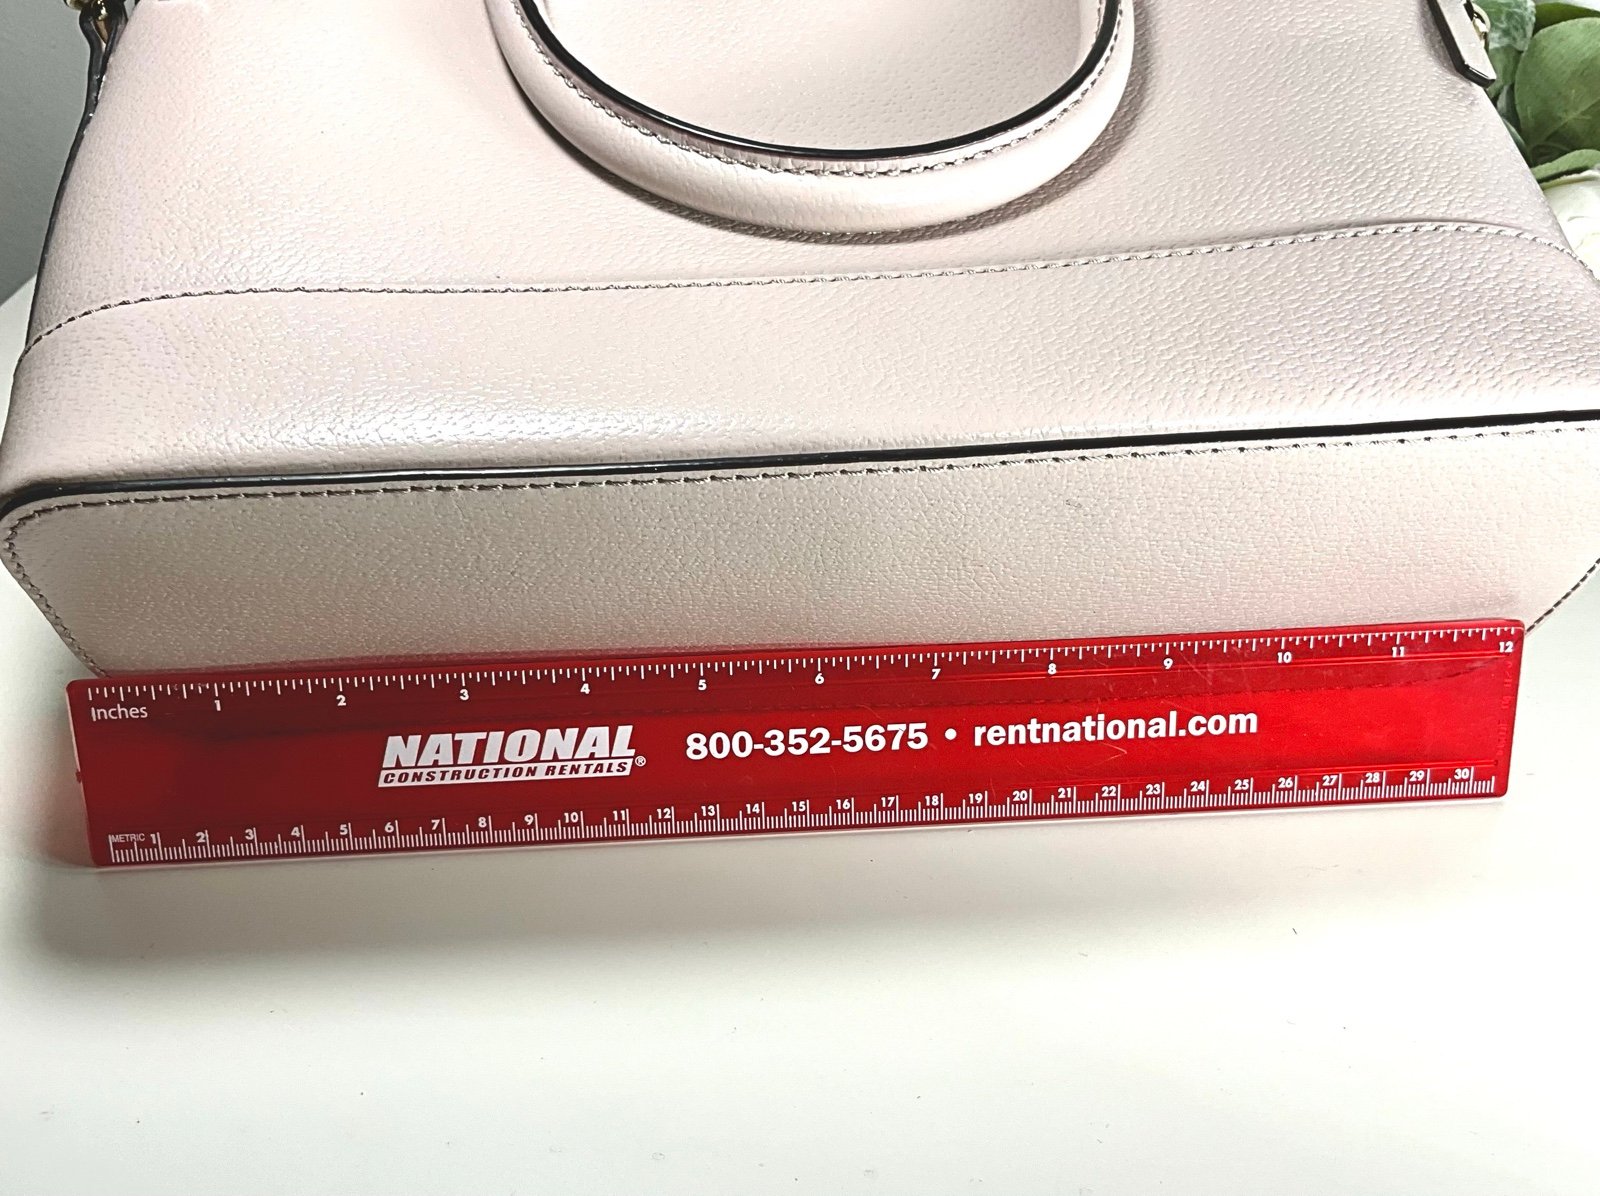 1 2 3 4 5 6 7 8 9 10 11 12
Inches
NATIONAL®
CONSTRUCTION RENTALS
800-352-5675 • rentnational.com
METRIC 1 2 3 4 5 6 7 8 9 10 11 12 13 14 15 16 17 18 19 20 21 22 23 24 25 26 27 28 29 30